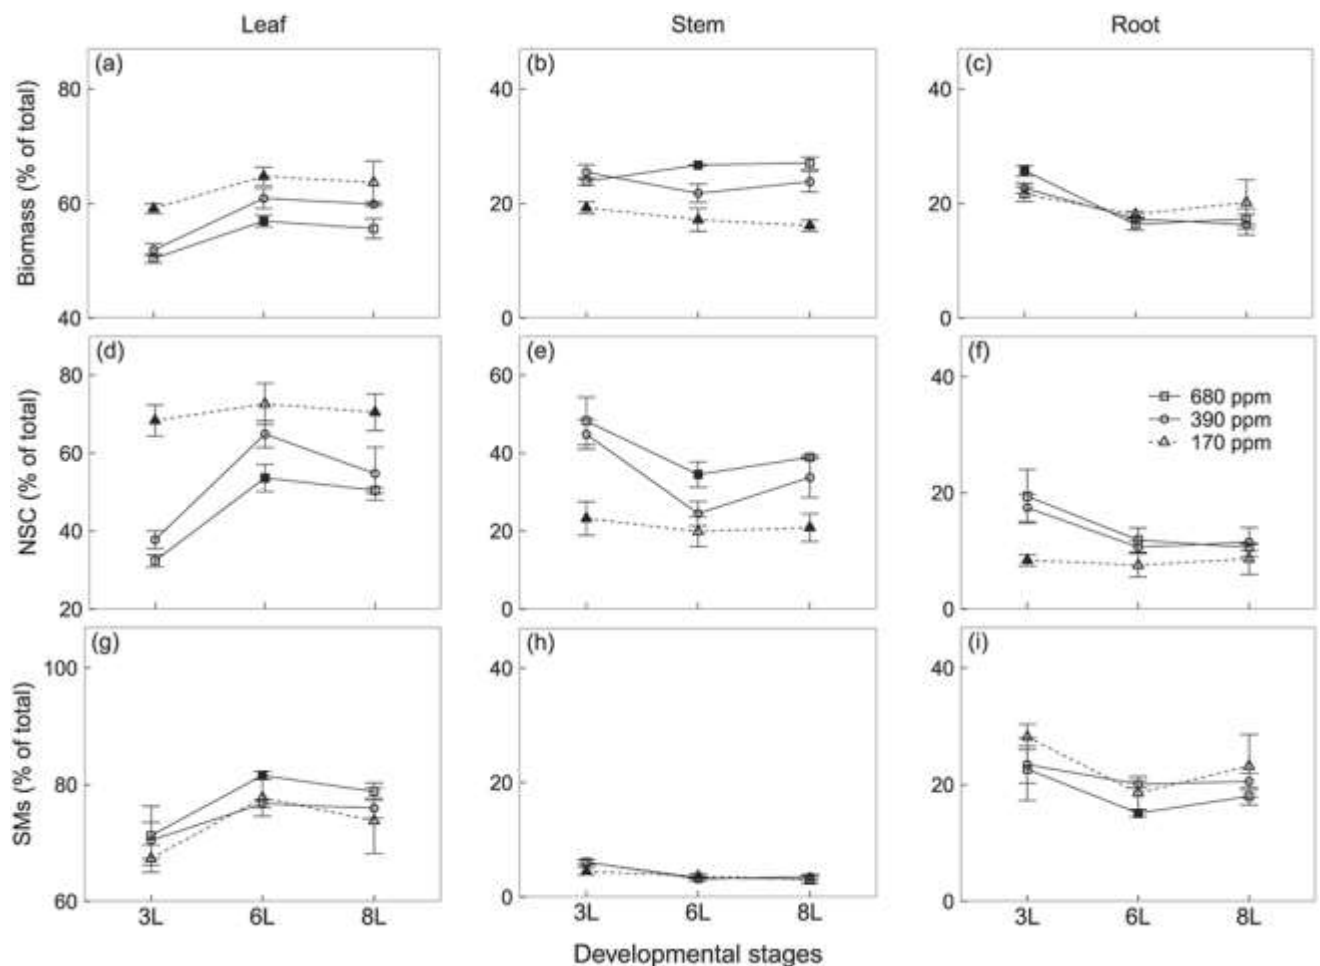 Leaf Stem Root
(a) (b) (c)
Biomass (% of total)
80
60
40
40
20
0
40
20
0
(d) (e) (f)
NSC (% of total)
80
60
40
20
60
40
20
0
40
20
0
680 ppm
390 ppm
170 ppm
(g) (h) (i)
SMs (% of total)
100
80
60
40
20
0
40
20
0
3L 6L 8L 3L 6L 8L 3L 6L 8L
Developmental stages